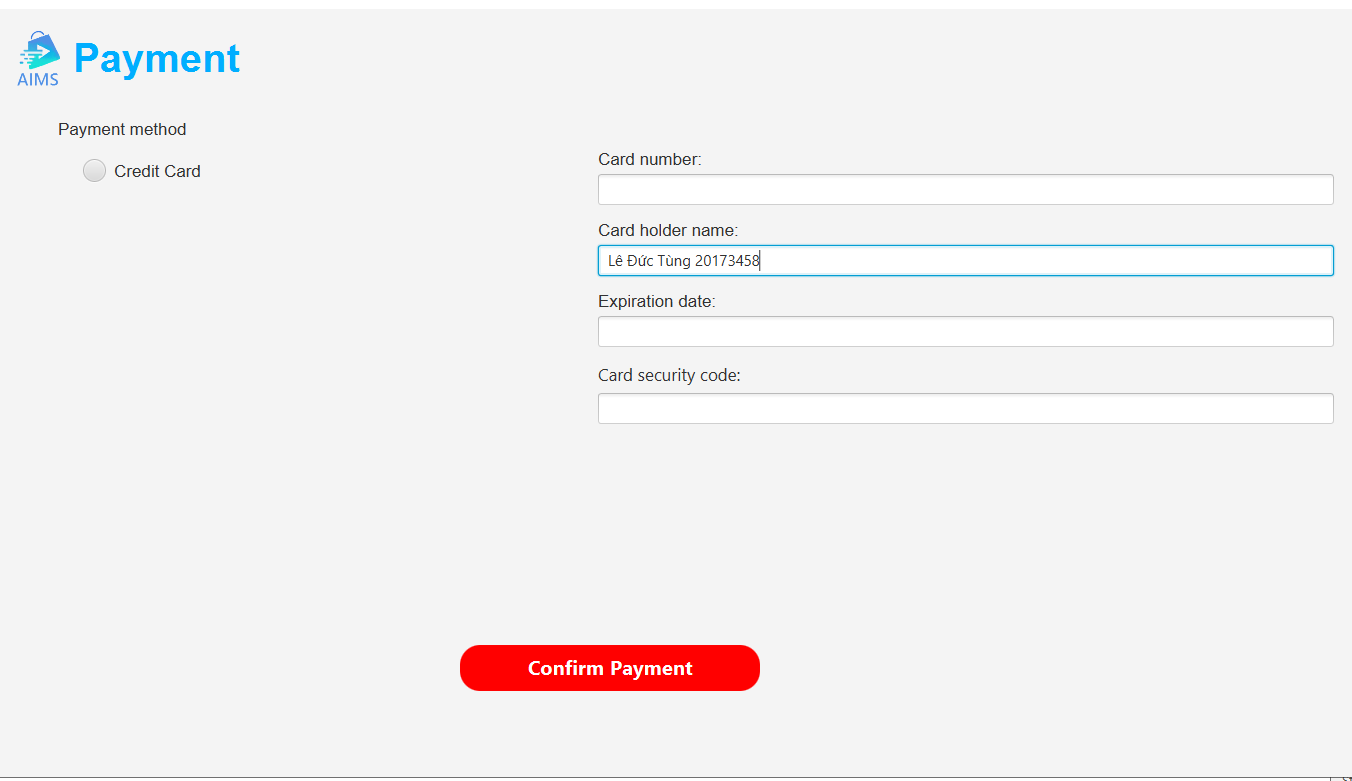 AIMS
Payment
Payment method
Credit Card
Card number:
Card holder name:
Lê Đức Tùng 20173458
Expiration date:
Card security code:
Confirm Payment